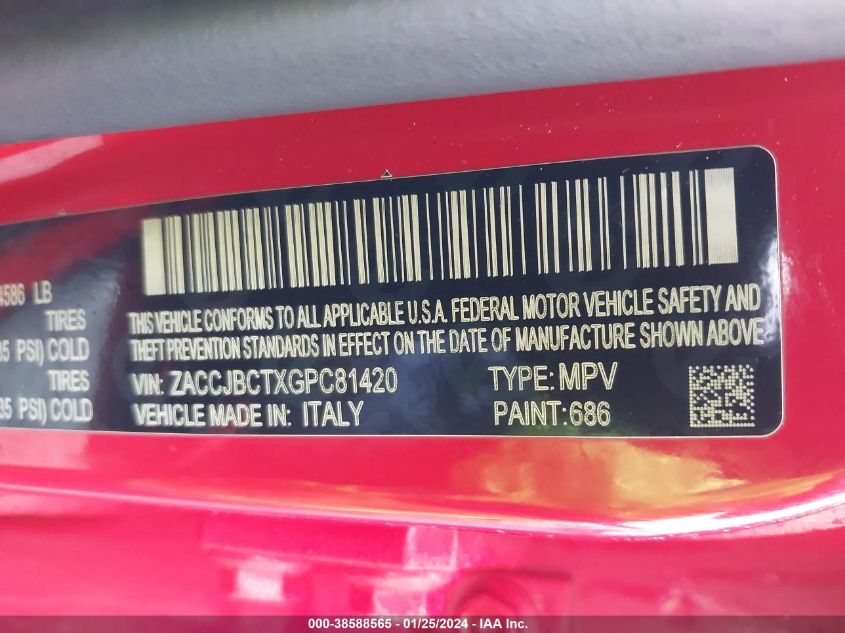 4586 LB
TIRES
35 PSI) COLD
TIRES
35 PSI) COLD
THIS VEHICLE CONFORMS TO ALL APPLICABLE U.S.A. FEDERAL MOTOR VEHICLE SAFETY AND
THEFT PREVENTION STANDARDS IN EFFECT ON THE DATE OF MANUFACTURE SHOWN ABOVE
VIN: ZACCJBCTXGPC81420 TYPE: MPV
VEHICLE MADE IN: ITALY PAINT:686
000-38588565 - 01/25/2024 - IAA Inc.